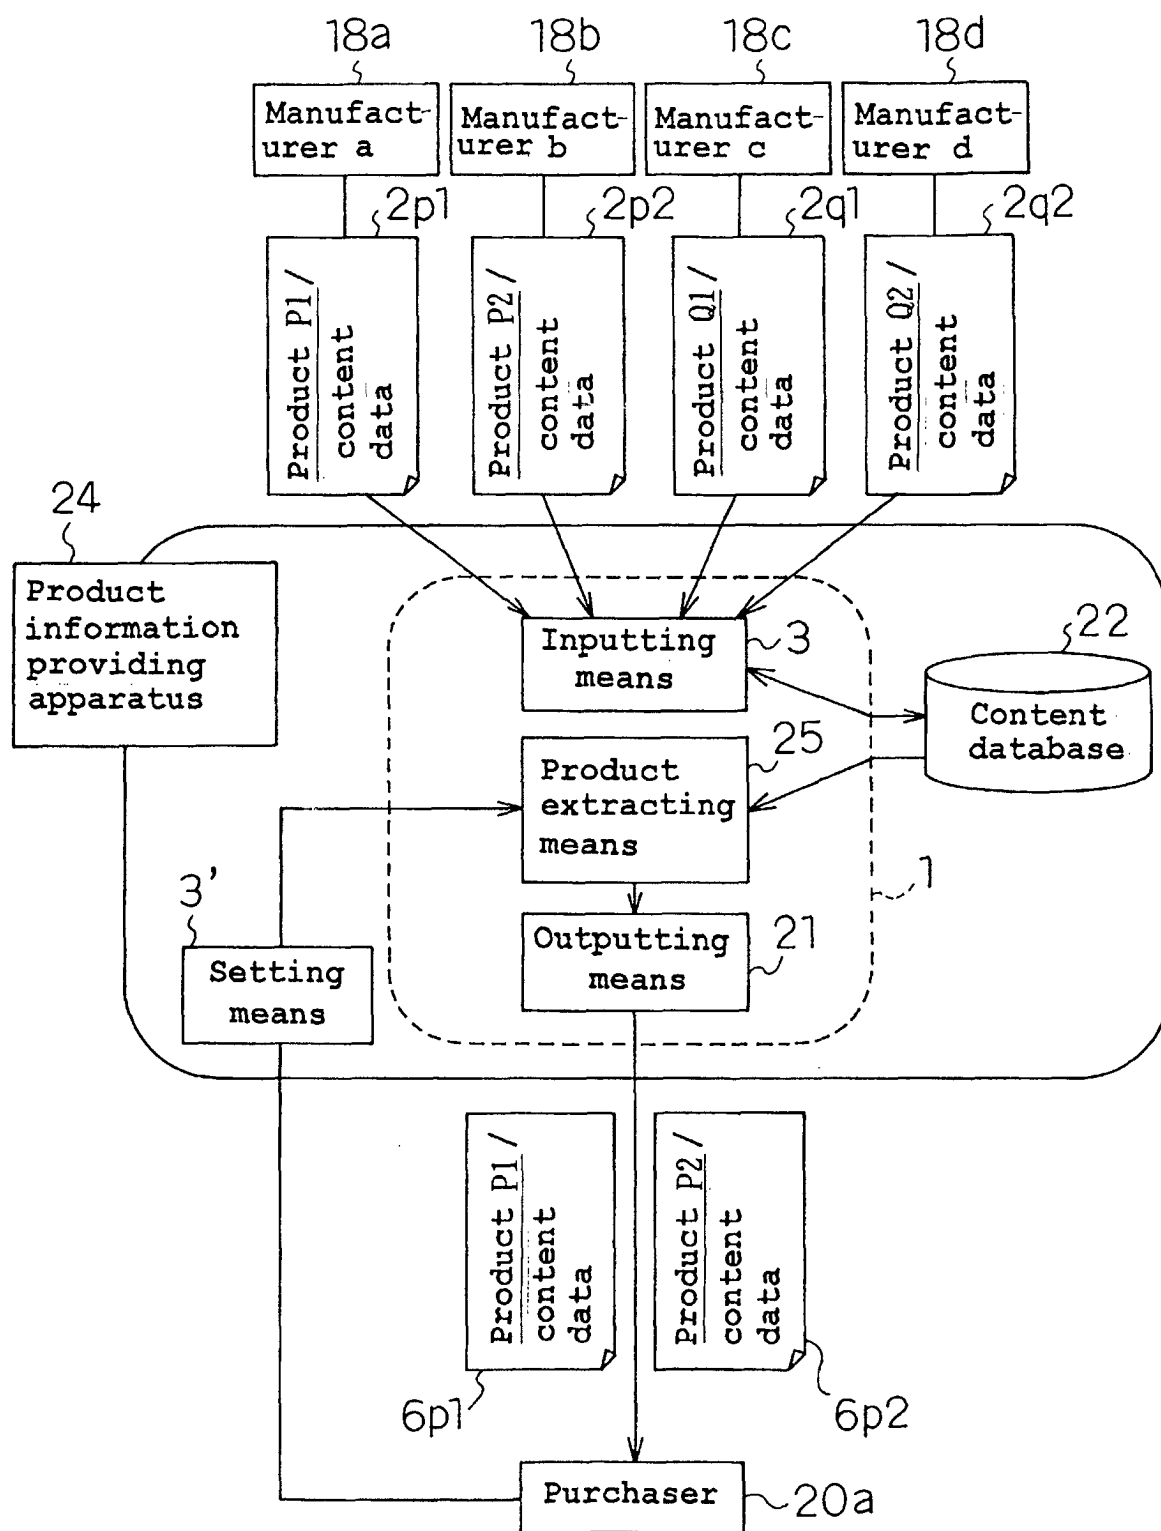 18a
18b
18c
18d
Manufact-
urer a
Manufact-
urer b
Manufact-
urer c
Manufact-
urer d
2p1
2p2
2q1
2q2
Product P1/
content
data
Product P2/
content
data
Product Q1/
content
data
Product Q2/
content
data
24
Product
information
providing
apparatus
Inputting
means
3
22
Content
database
25
Product
extracting
means
1
3'
Setting
means
Outputting
means
21
Product P1/
content
data
Product P2/
content
data
6p1
6p2
Purchaser
20a